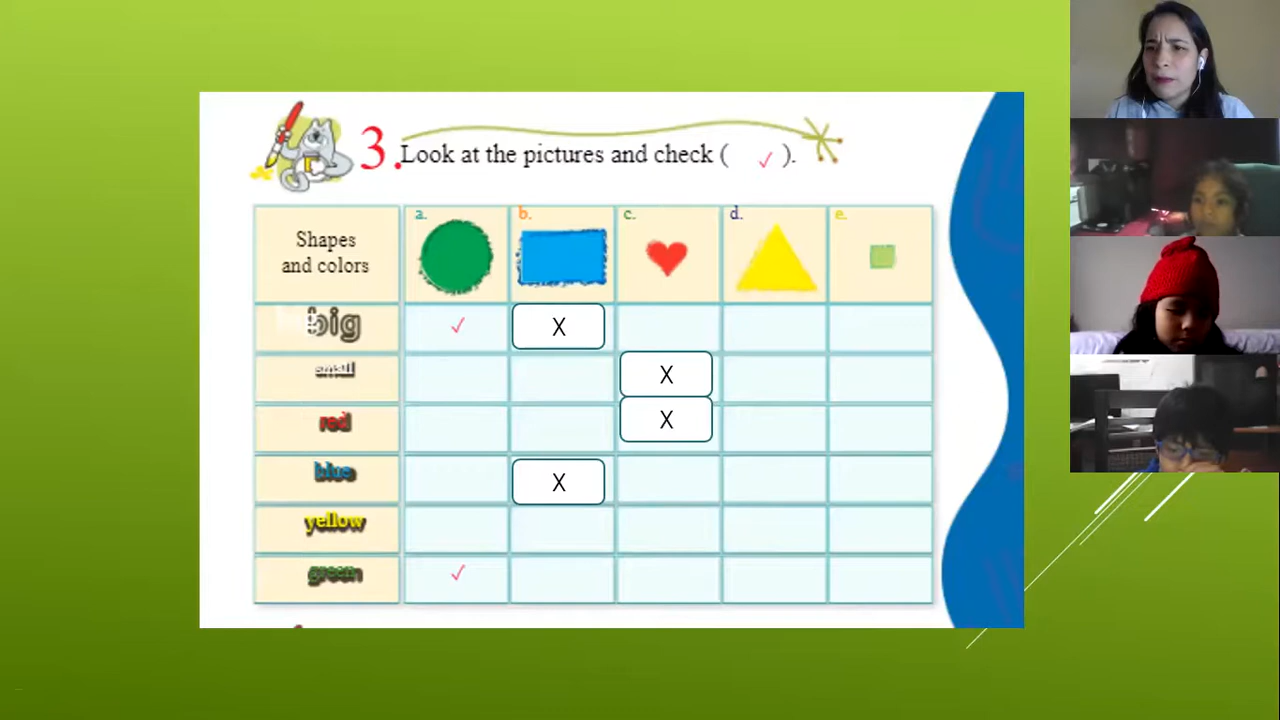 3. Look at the pictures and check ( ✓ ).
a. b. c. d. e.
Shapes
and colors
big ✓ X
small X
red X
blue X
yellow
green ✓